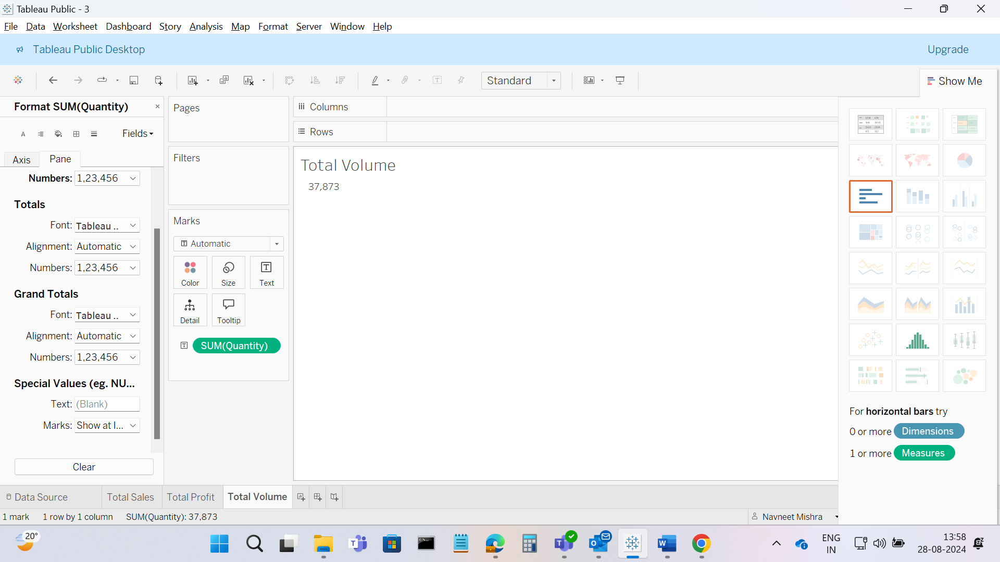 Tableau Public - 3
File Data Worksheet Dashboard Story Analysis Map Format Server Window Help
Tableau Public Desktop
Upgrade
Standard
Show Me
Format SUM(Quantity)
Fields
Axis
Pane
Numbers: 1,23,456
Totals
Font: Tableau ..
Alignment: Automatic
Numbers: 1,23,456
Grand Totals
Font: Tableau ..
Alignment: Automatic
Numbers: 1,23,456
Special Values (eg. NU...
Text: (Blank)
Marks: Show at l...
Clear
Pages
Filters
Marks
Automatic
Color
Size
Text
Detail
Tooltip
SUM(Quantity)
Columns
Rows
Total Volume
37,873
For horizontal bars try
0 or more Dimensions
1 or more Measures
Data Source
Total Sales
Total Profit
Total Volume
1 mark
1 row by 1 column
SUM(Quantity): 37,873
Navneet Mishra
20°
ENG
IN
13:58
28-08-2024